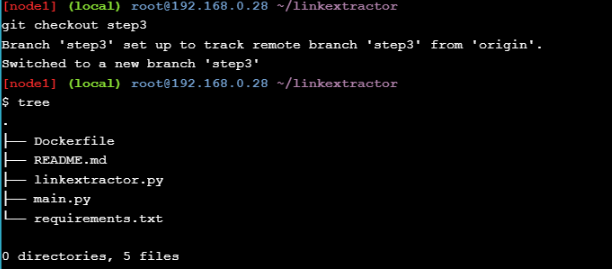 [node1] (local) root@192.168.0.28 ~/linkextractor
git checkout step3
Branch 'step3' set up to track remote branch 'step3' from 'origin'.
Switched to a new branch 'step3'
[node1] (local) root@192.168.0.28 ~/linkextractor
$ tree
.
├── Dockerfile
├── README.md
├── linkextractor.py
├── main.py
└── requirements.txt
0 directories, 5 files